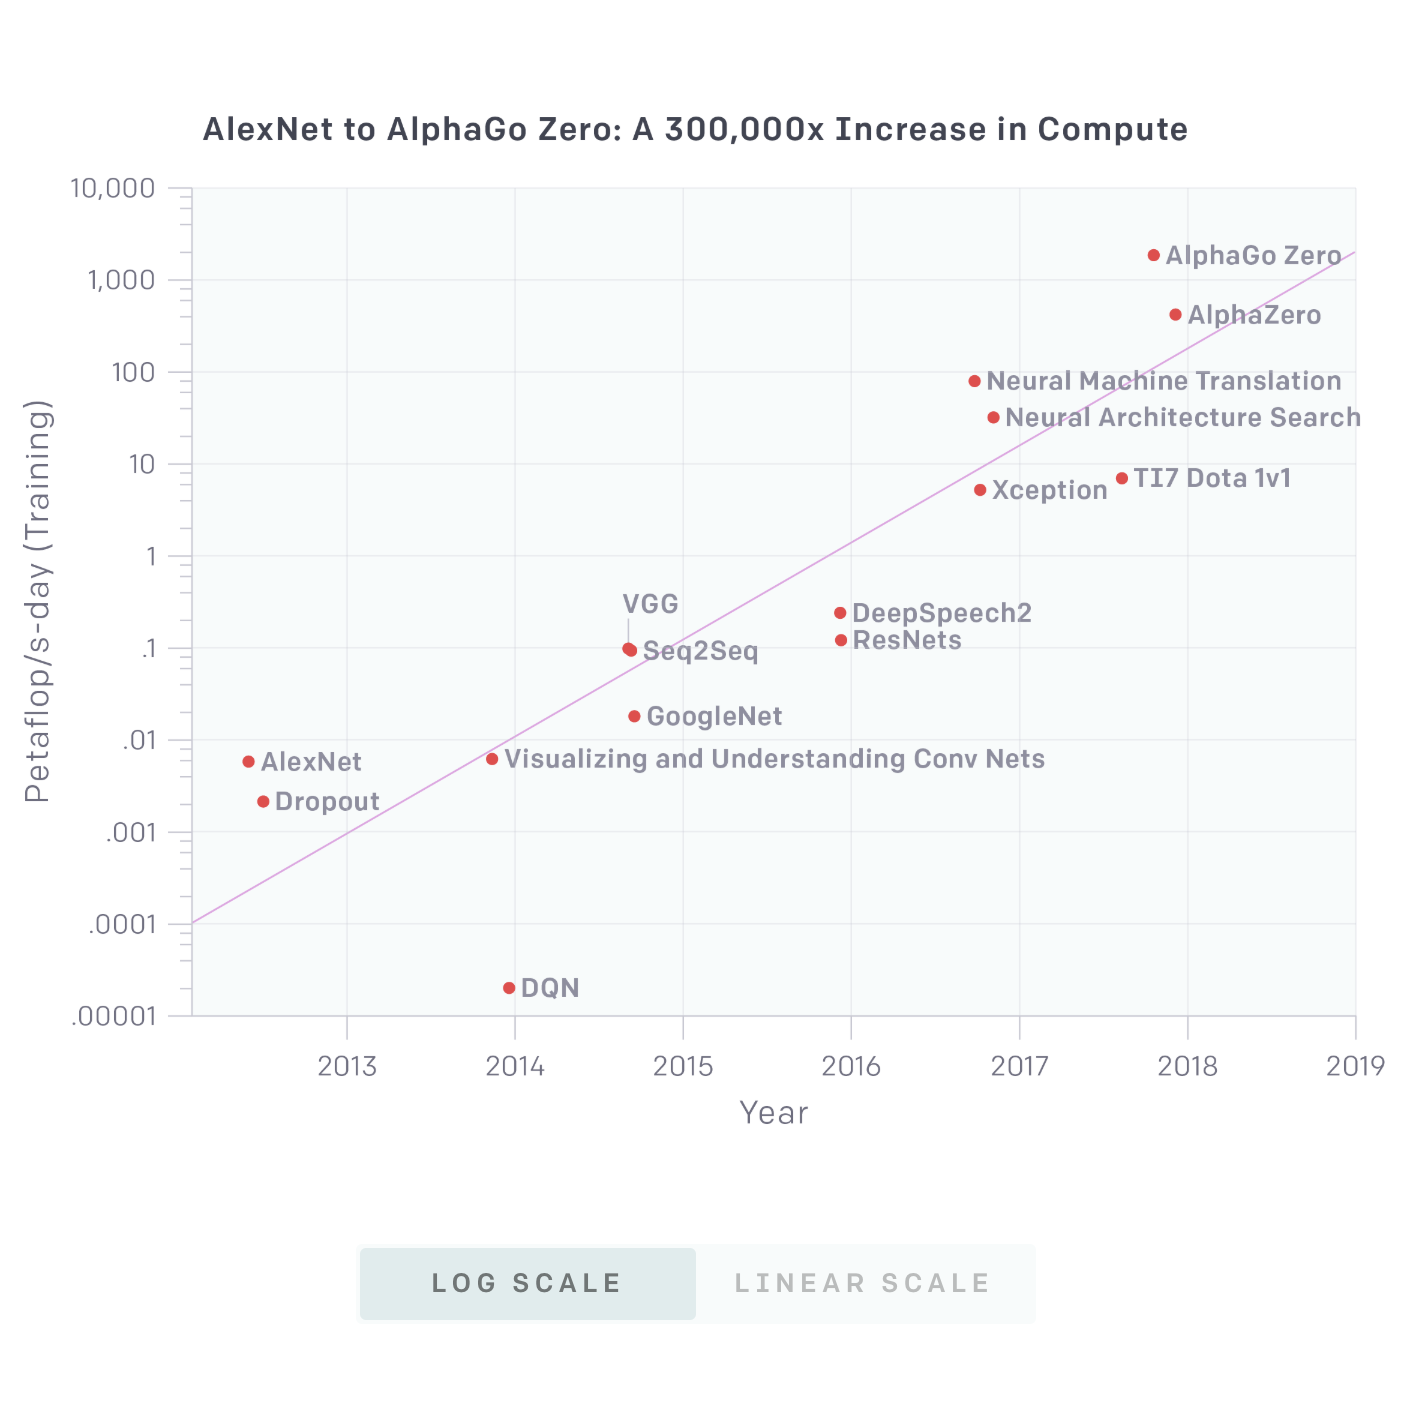 AlexNet to AlphaGo Zero: A 300,000x Increase in Compute
10,000
1,000
100
10
1
.1
.01
.001
.0001
.00001
Petaflop/s-day (Training)
AlphaGo Zero
AlphaZero
Neural Machine Translation
Neural Architecture Search
TI7 Dota 1v1
Xception
VGG
DeepSpeech2
ResNets
Seq2Seq
GoogleNet
AlexNet
Visualizing and Understanding Conv Nets
Dropout
DQN
2013 2014 2015 2016 2017 2018 2019
Year
LOG SCALE LINEAR SCALE